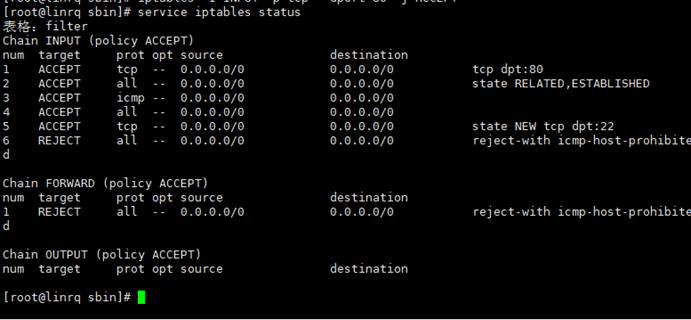 [root@linrq sbin]# iptables -I INPUT -p tcp --dport 80 -j ACCEPT
[root@linrq sbin]# service iptables status
表格：filter
Chain INPUT (policy ACCEPT)
num  target     prot opt source               destination
1    ACCEPT     tcp  --  0.0.0.0/0            0.0.0.0/0           tcp dpt:80
2    ACCEPT     all  --  0.0.0.0/0            0.0.0.0/0           state RELATED,ESTABLISHED
3    ACCEPT     icmp --  0.0.0.0/0            0.0.0.0/0
4    ACCEPT     all  --  0.0.0.0/0            0.0.0.0/0
5    ACCEPT     tcp  --  0.0.0.0/0            0.0.0.0/0           state NEW tcp dpt:22
6    REJECT     all  --  0.0.0.0/0            0.0.0.0/0           reject-with icmp-host-prohibite
d
Chain FORWARD (policy ACCEPT)
num  target     prot opt source               destination
1    REJECT     all  --  0.0.0.0/0            0.0.0.0/0           reject-with icmp-host-prohibite
d
Chain OUTPUT (policy ACCEPT)
num  target     prot opt source               destination
[root@linrq sbin]#